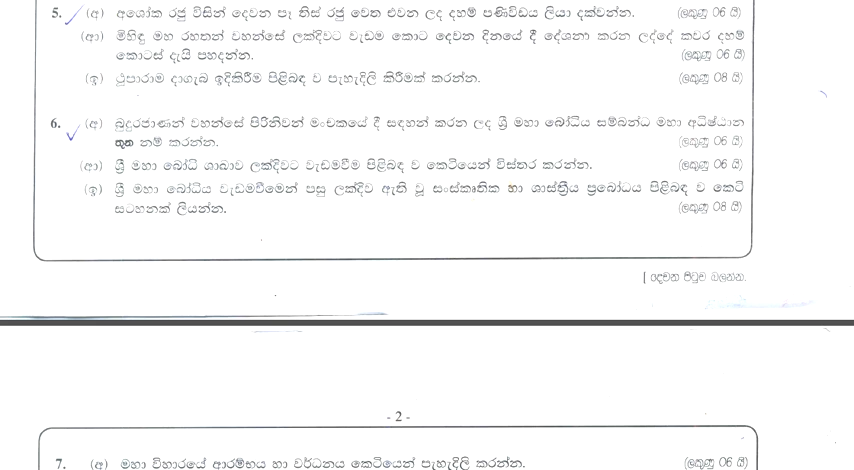 5. (අ) අශෝක රජු විසින් දෙවන පෑ තිස් රජු වෙත එවන ලද දහම් පණිවිඩය ලියා දක්වන්න. (ලකුණු 06 යි)
(ආ) මිහිඳු මහ රහතන් වහන්සේ ලක්දිවට වැඩම කොට දෙවන දිනයේ දී දේශනා කරන ලද්දේ කවර දහම්
කොටස් දැයි පහදන්න. (ලකුණු 06 යි)
(ඉ) ථූපාරාම දාගැබ ඉදිකිරීම පිළිබඳ ව පැහැදිලි කිරීමක් කරන්න. (ලකුණු 08 යි)
6. (අ) බුදුරජාණන් වහන්සේ පිරිනිවන් මංචකයේ දී සඳහන් කරන ලද ශ්‍රී මහා බෝධිය සම්බන්ධ මහා අධිෂ්ඨාන
තුන නම් කරන්න. (ලකුණු 06 යි)
(ආ) ශ්‍රී මහා බෝධි ශාඛාව ලක්දිවට වැඩමවීම පිළිබඳ ව කෙටියෙන් විස්තර කරන්න. (ලකුණු 06 යි)
(ඉ) ශ්‍රී මහා බෝධිය වැඩමවීමෙන් පසු ලක්දිව ඇති වූ සංස්කෘතික හා ශාස්ත්‍රීය ප්‍රබෝධය පිළිබඳ ව කෙටි
සටහනක් ලියන්න. (ලකුණු 08 යි)
| දෙවන පිටුව බලන්න.
- 2 -
7. (අ) මහා විහාරයේ ආරම්භය හා වර්ධනය කෙටියෙන් පැහැදිලි කරන්න. (ලකුණු 06 යි)